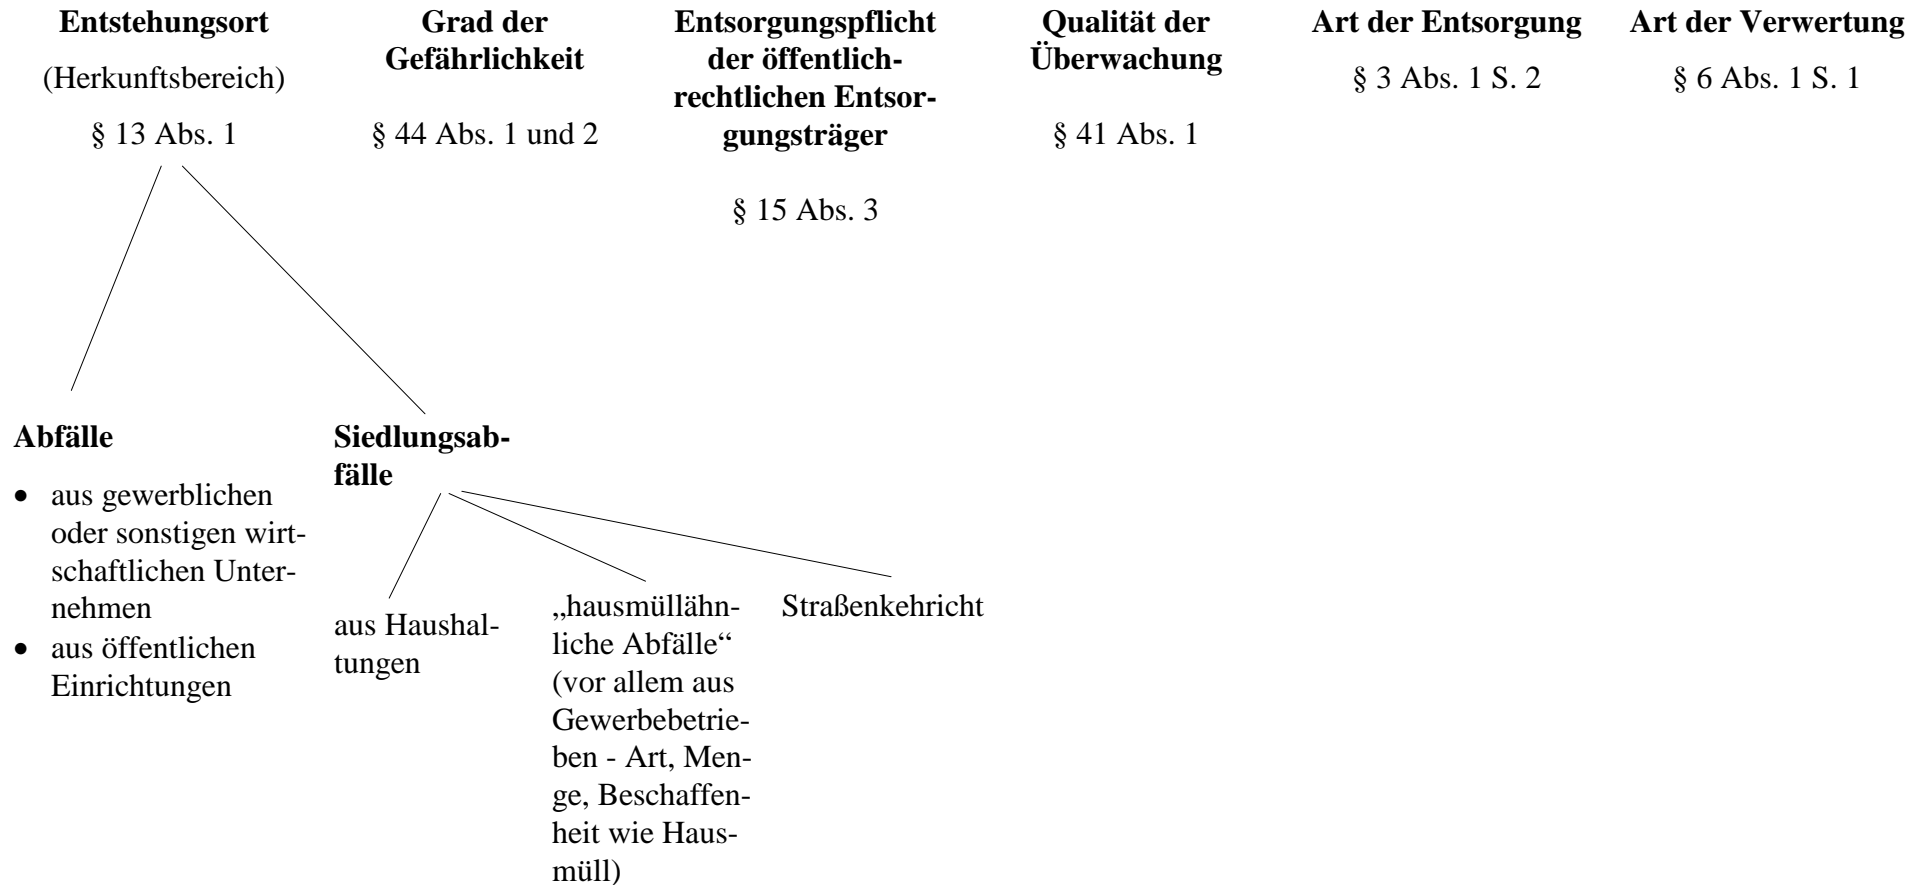 Entstehungsort
(Herkunftsbereich)
§ 13 Abs. 1
Grad der
Gefährlichkeit
§ 44 Abs. 1 und 2
Entsorgungspflicht
der öffentlich-
rechtlichen Entsor-
gungsträger
§ 15 Abs. 3
Qualität der
Überwachung
§ 41 Abs. 1
Art der Entsorgung
§ 3 Abs. 1 S. 2
Art der Verwertung
§ 6 Abs. 1 S. 1
Abfälle
• aus gewerblichen
oder sonstigen wirt-
schaftlichen Unter-
nehmen
• aus öffentlichen
Einrichtungen
Siedlungsab-
fälle
aus Haushal-
tungen
„hausmüllähn-
liche Abfälle“
(vor allem aus
Gewerbebetrie-
ben - Art, Men-
ge, Beschaffen-
heit wie Haus-
müll)
Straßenkehricht